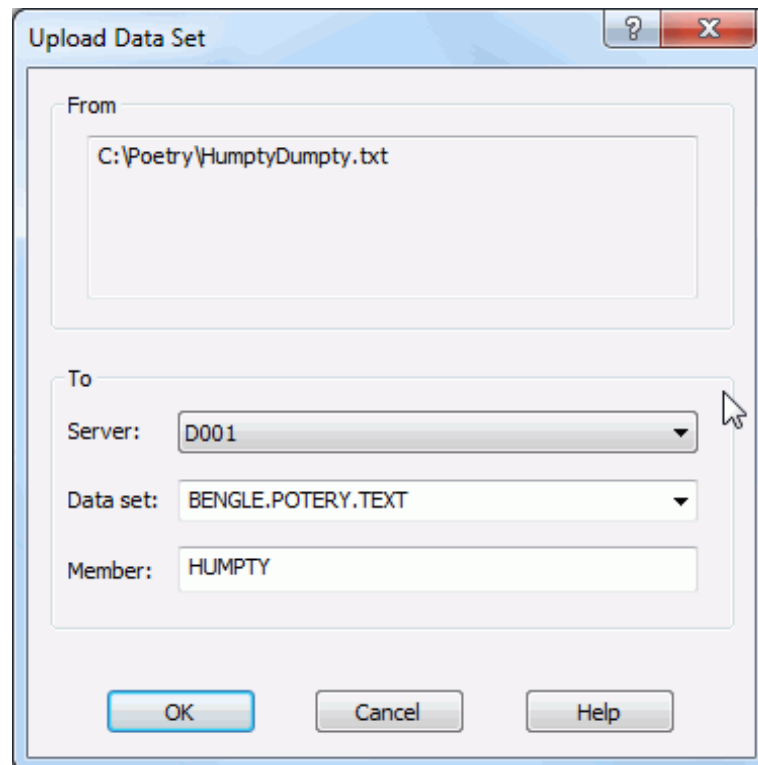 Upload Data Set
From
C:\Poetry\HumptyDumpty.txt
To
Server: D001
Data set: BENGLE.POTERY.TEXT
Member: HUMPTY
OK Cancel Help